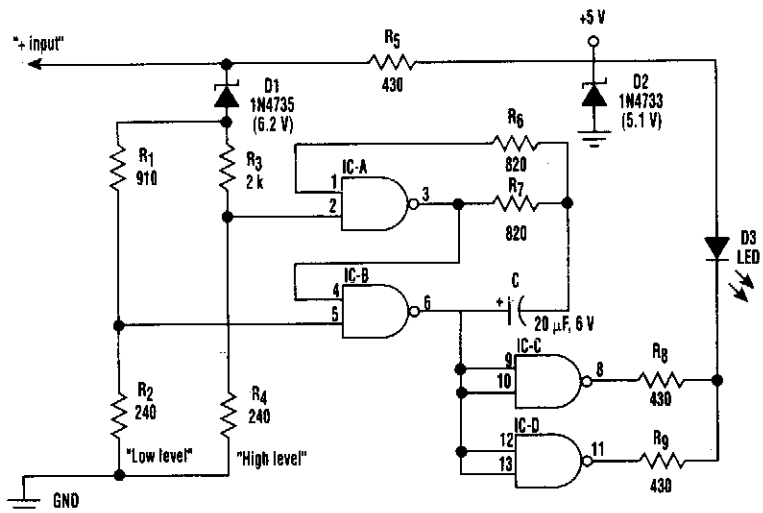 "+ input"
R5
430
+5 V
D1
1N4735
(6.2 V)
D2
1N4733
(5.1 V)
R1
910
R3
2 k
IC-A
1
2
3
R6
820
R7
820
D3
LED
IC-B
4
5
6
+ C
20 µF, 6 V
IC-C
9
10
8
R8
430
R2
240
R4
240
"Low level"
"High level"
IC-D
12
13
11
R9
430
GND